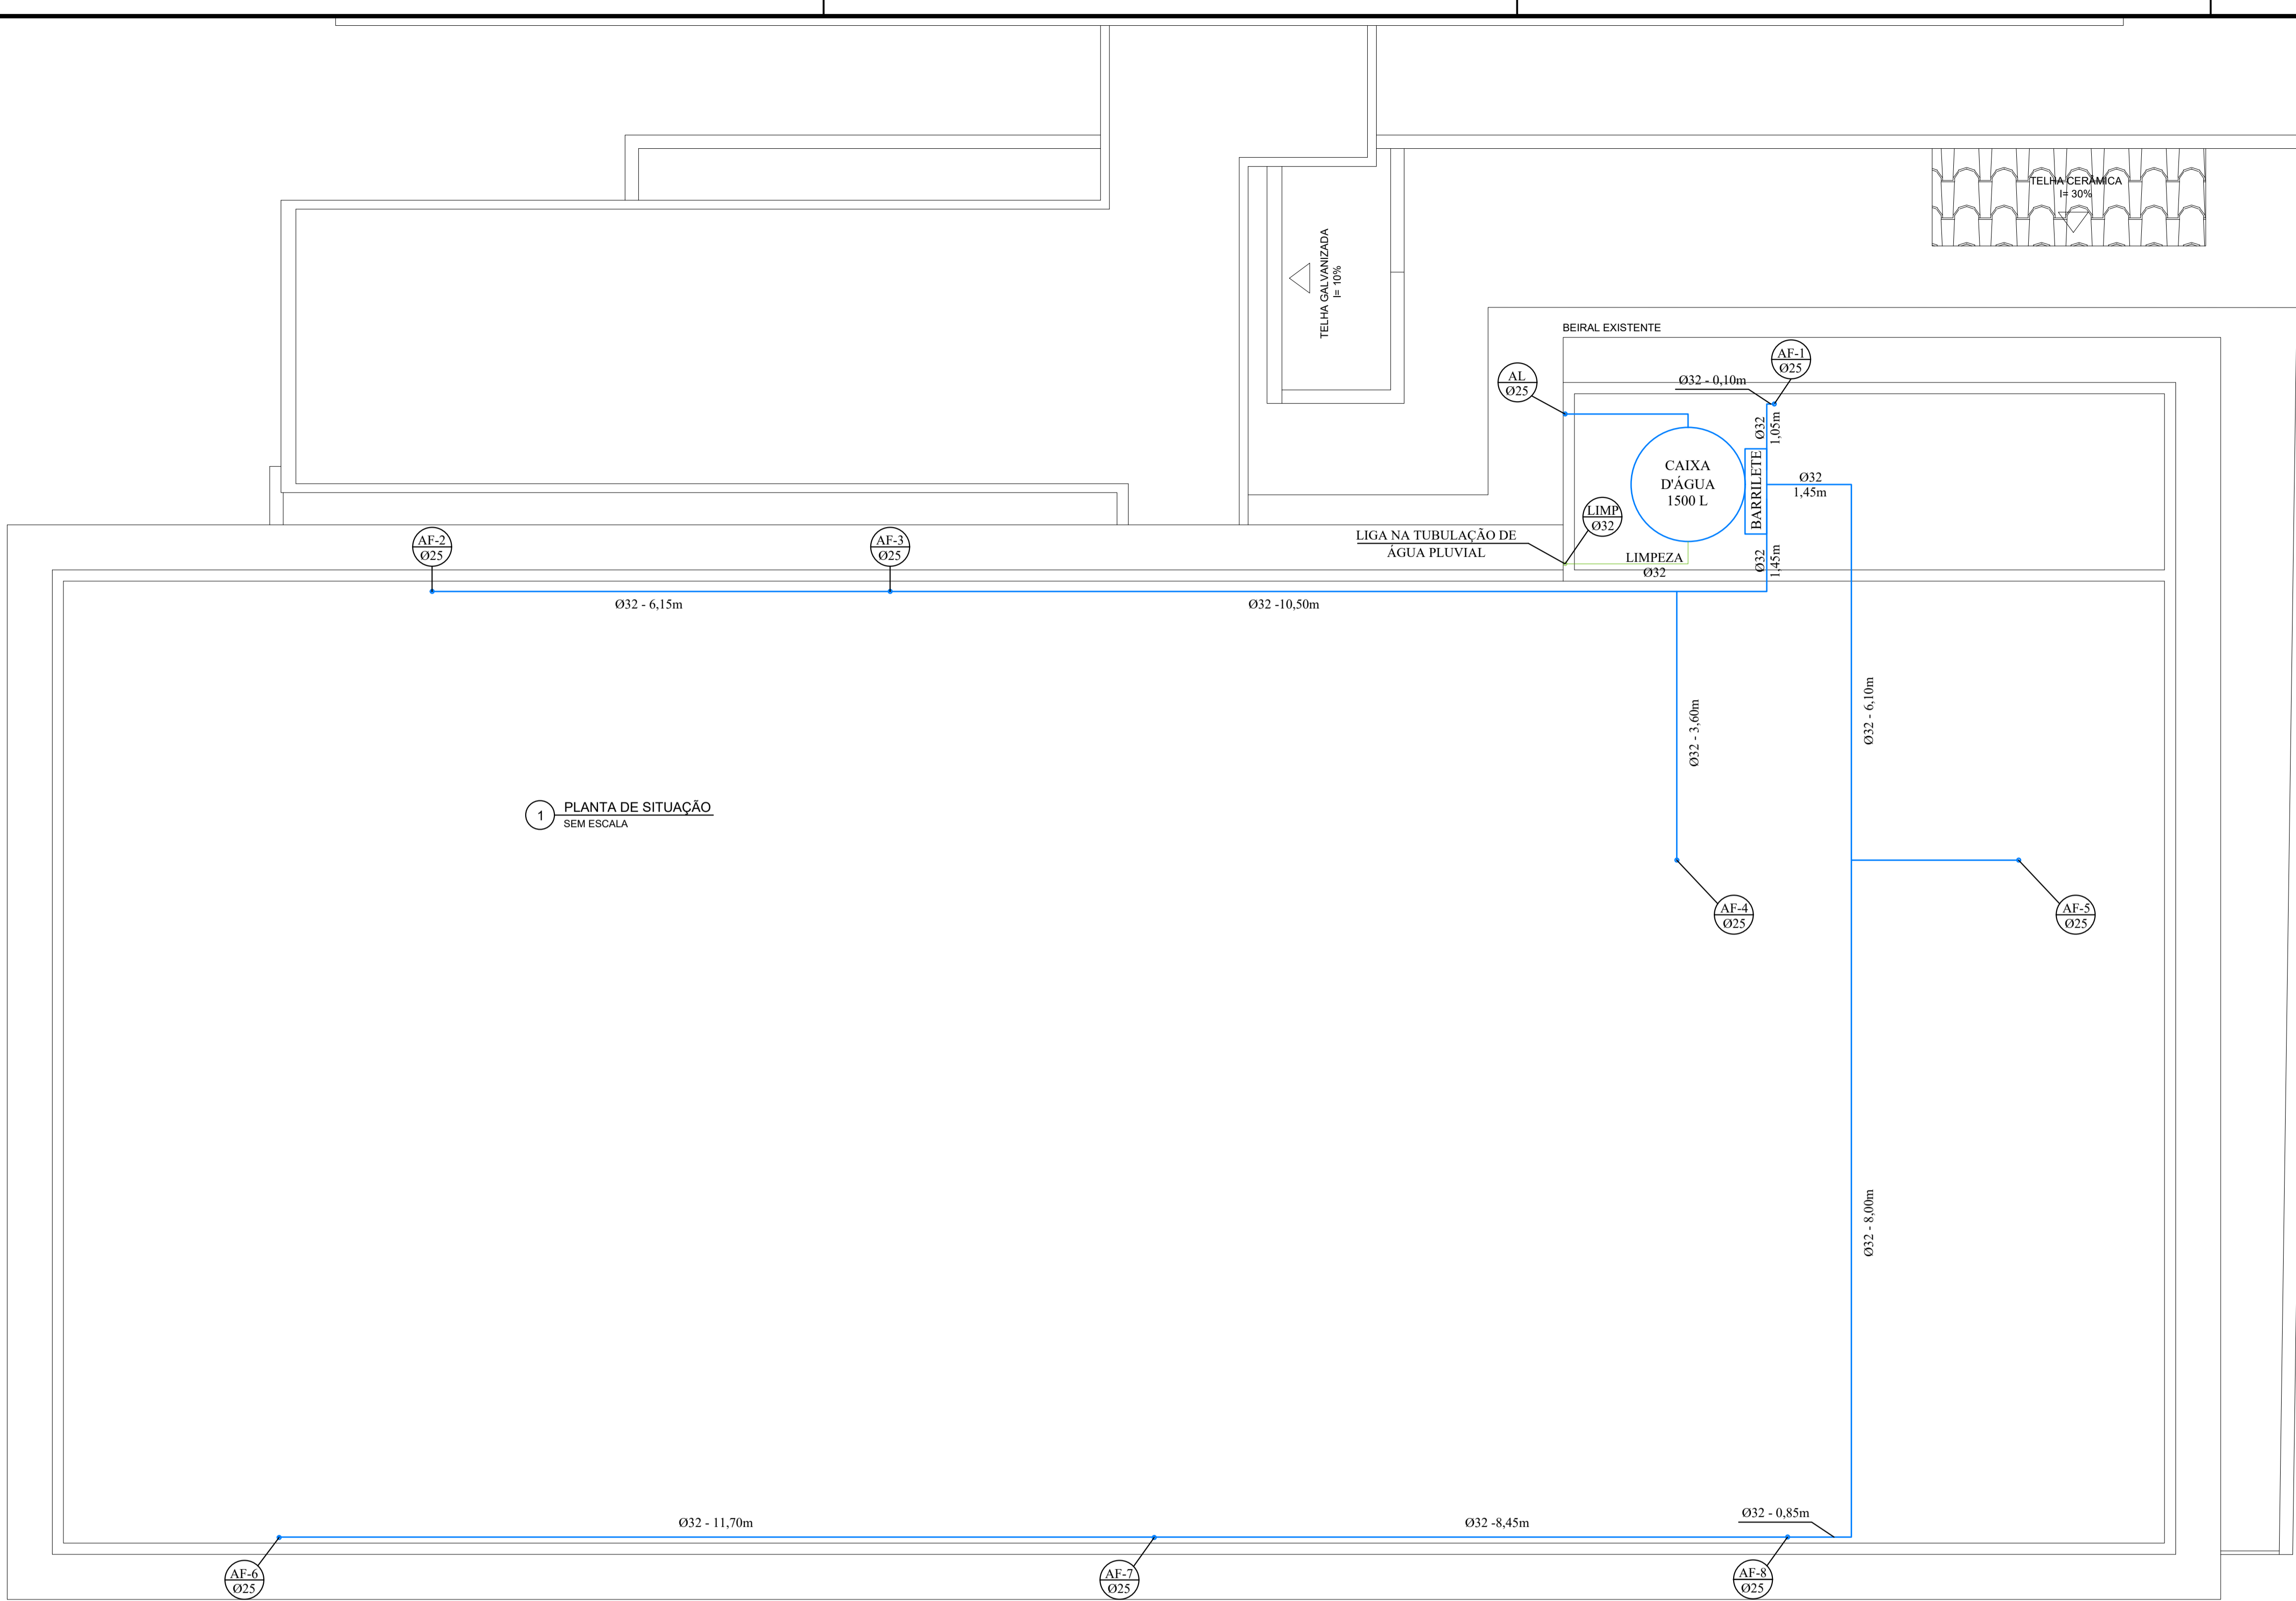 TELHA CERÂMICA
I= 30%
TELHA GALVANIZADA
I= 10%
BEIRAL EXISTENTE
AF-1
Ø25
AL
Ø25
Ø32 - 0,10m
Ø32
1,05m
CAIXA
D'ÁGUA
1500 L
BARRILETE
Ø32
1,45m
LIMP
Ø32
LIGA NA TUBULAÇÃO DE
ÁGUA PLUVIAL
LIMPEZA
Ø32
Ø32
1,45m
AF-2
Ø25
AF-3
Ø25
Ø32 - 6,15m
Ø32 -10,50m
Ø32 - 3,60m
Ø32 - 6,10m
1
PLANTA DE SITUAÇÃO
SEM ESCALA
AF-4
Ø25
AF-5
Ø25
Ø32 - 8,00m
Ø32 - 11,70m
Ø32 -8,45m
Ø32 - 0,85m
AF-6
Ø25
AF-7
Ø25
AF-8
Ø25